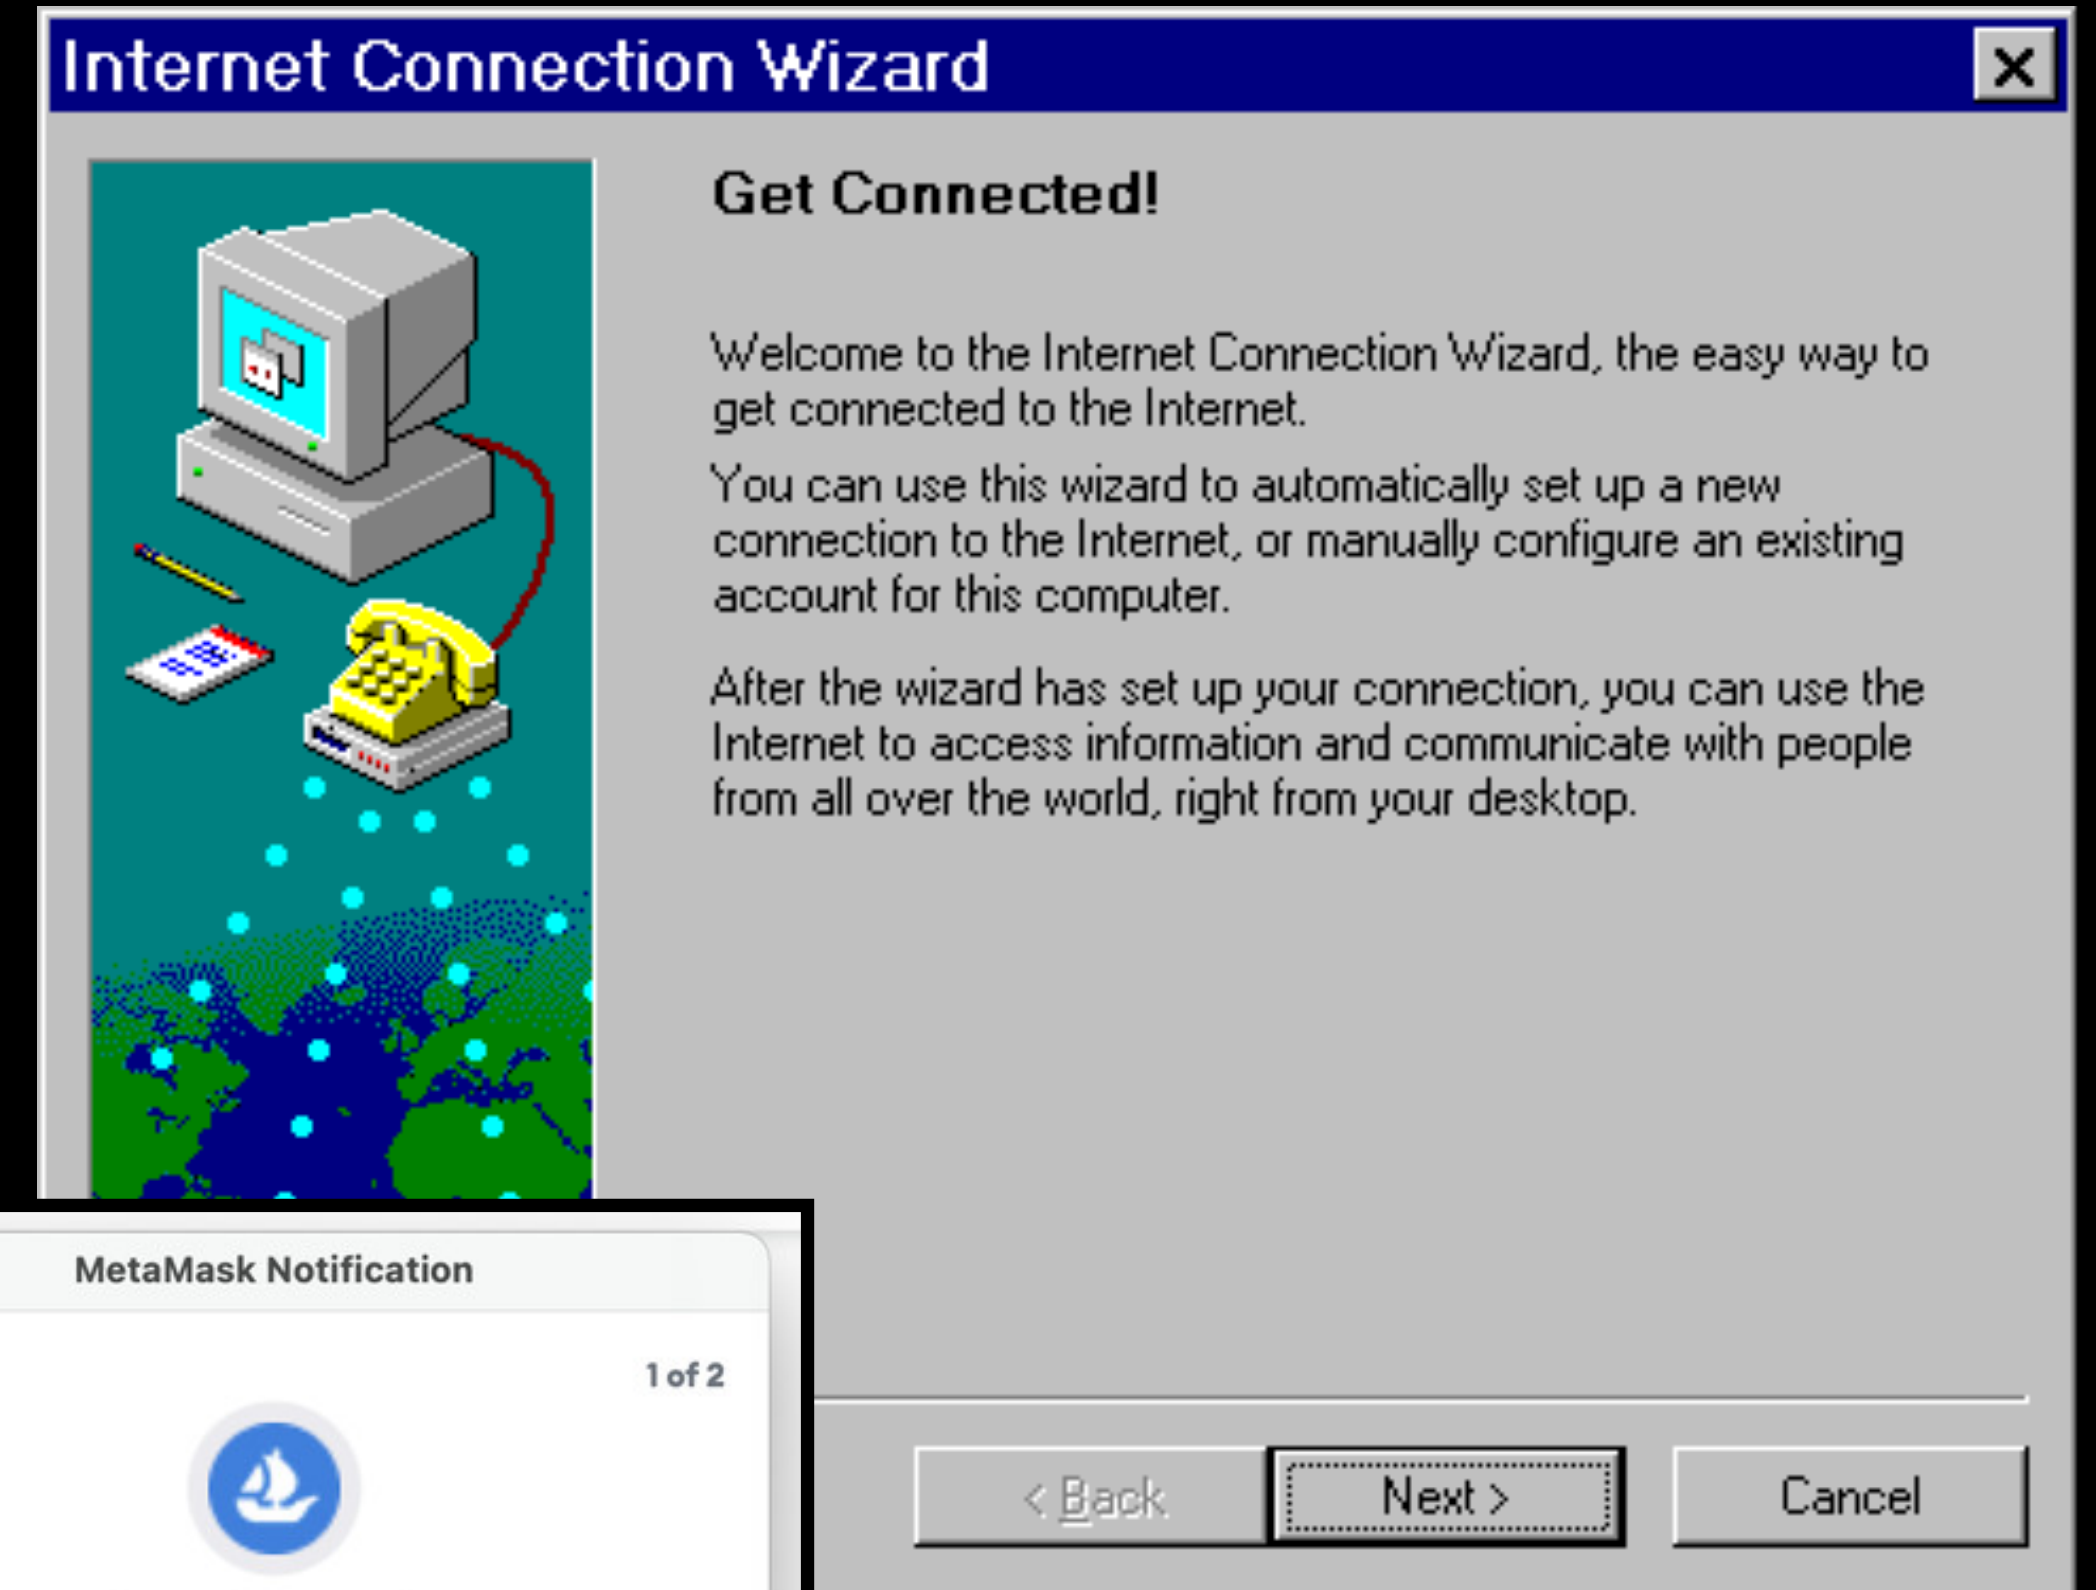 Internet Connection Wizard
Get Connected!
Welcome to the Internet Connection Wizard, the easy way to
get connected to the Internet.
You can use this wizard to automatically set up a new
connection to the Internet, or manually configure an existing
account for this computer.
After the wizard has set up your connection, you can use the
Internet to access information and communicate with people
from all over the world, right from your desktop.
< Back
Next >
Cancel
MetaMask Notification
1 of 2